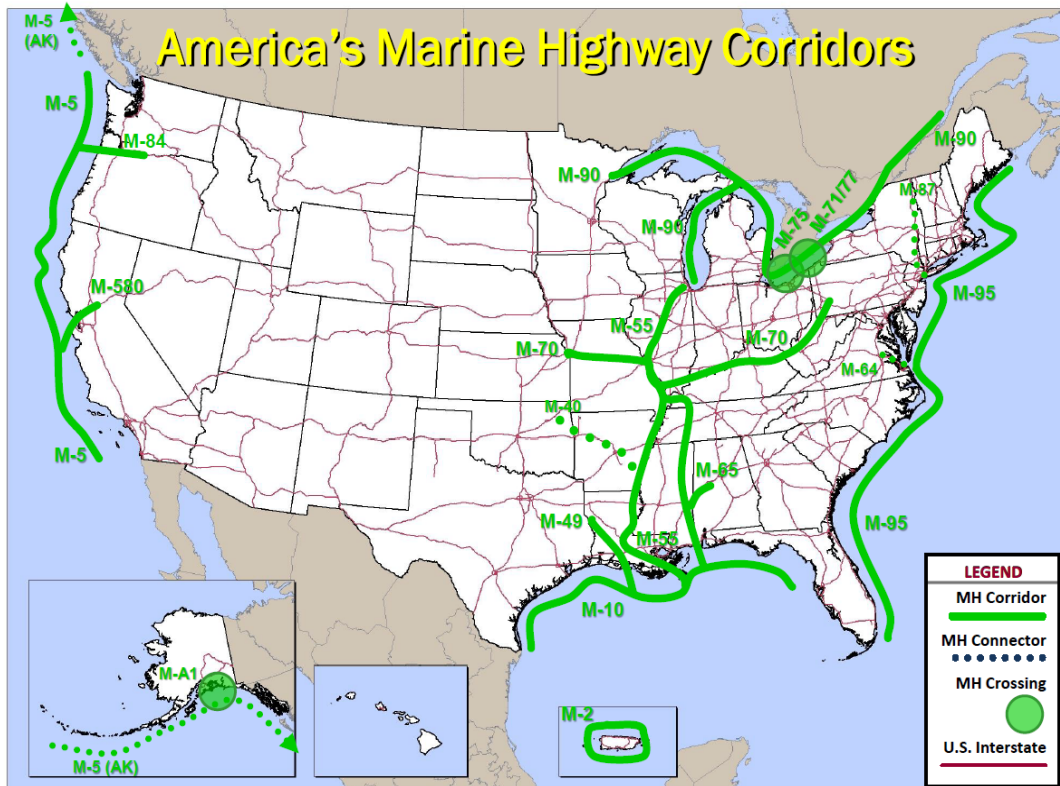 America's Marine Highway Corridors
M-5
(AK)
M-5
M-84
M-90
M-90
M-90
M-87
M-75
M-71/77
M-580
M-55
M-70
M-70
M-95
M-64
M-40
M-5
M-65
M-49
M-55
M-95
M-10
M-A1
M-5 (AK)
M-2
LEGEND
MH Corridor
MH Connector
MH Crossing
U.S. Interstate